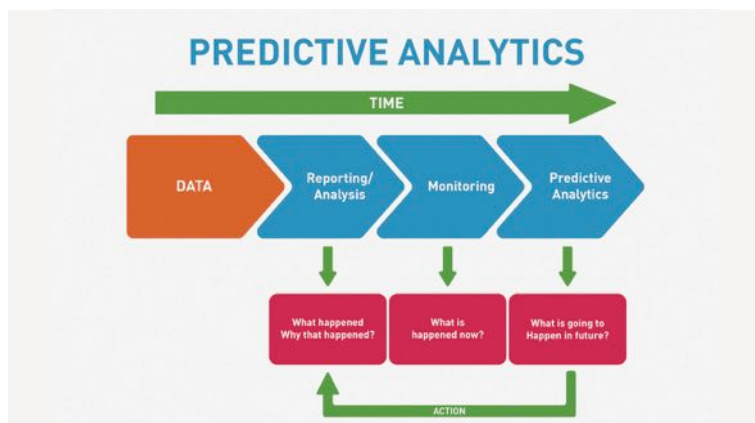 PREDICTIVE ANALYTICS
TIME
DATA
Reporting/
Analysis
Monitoring
Predictive
Analytics
What happened
Why that happened?
What is
happened now?
What is going to
Happen in future?
ACTION